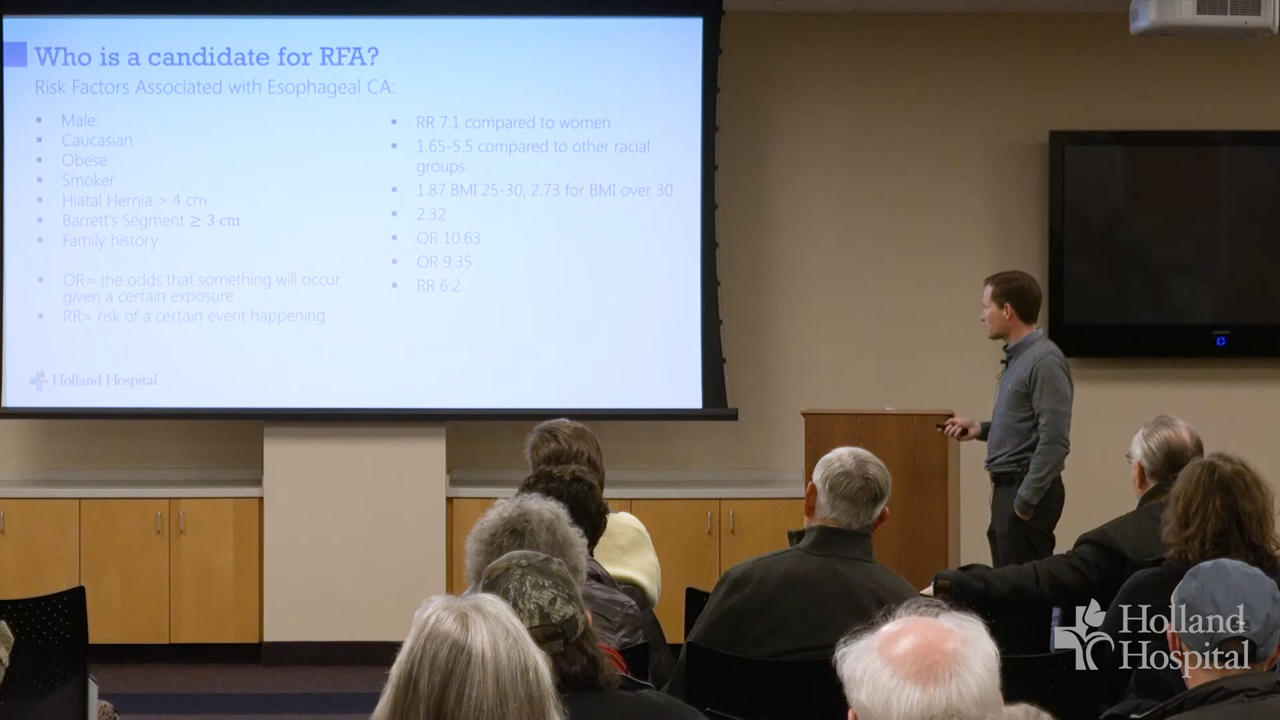 Who is a candidate for RFA?
Risk Factors Associated with Esophageal CA:
Male
Caucasian
Obese
Smoker
Hiatal Hernia > 4 cm
Barrett's Segment ≥ 3 cm
Family history
OR= the odds that something will occur
given a certain exposure
RR= risk of a certain event happening
RR 7.1 compared to women
1.65-5.5 compared to other racial
groups
1.87 BMI 25-30, 2.73 for BMI over 30
2.32
OR 10.63
OR 9.35
RR 6.2
Holland Hospital
Holland
Hospital